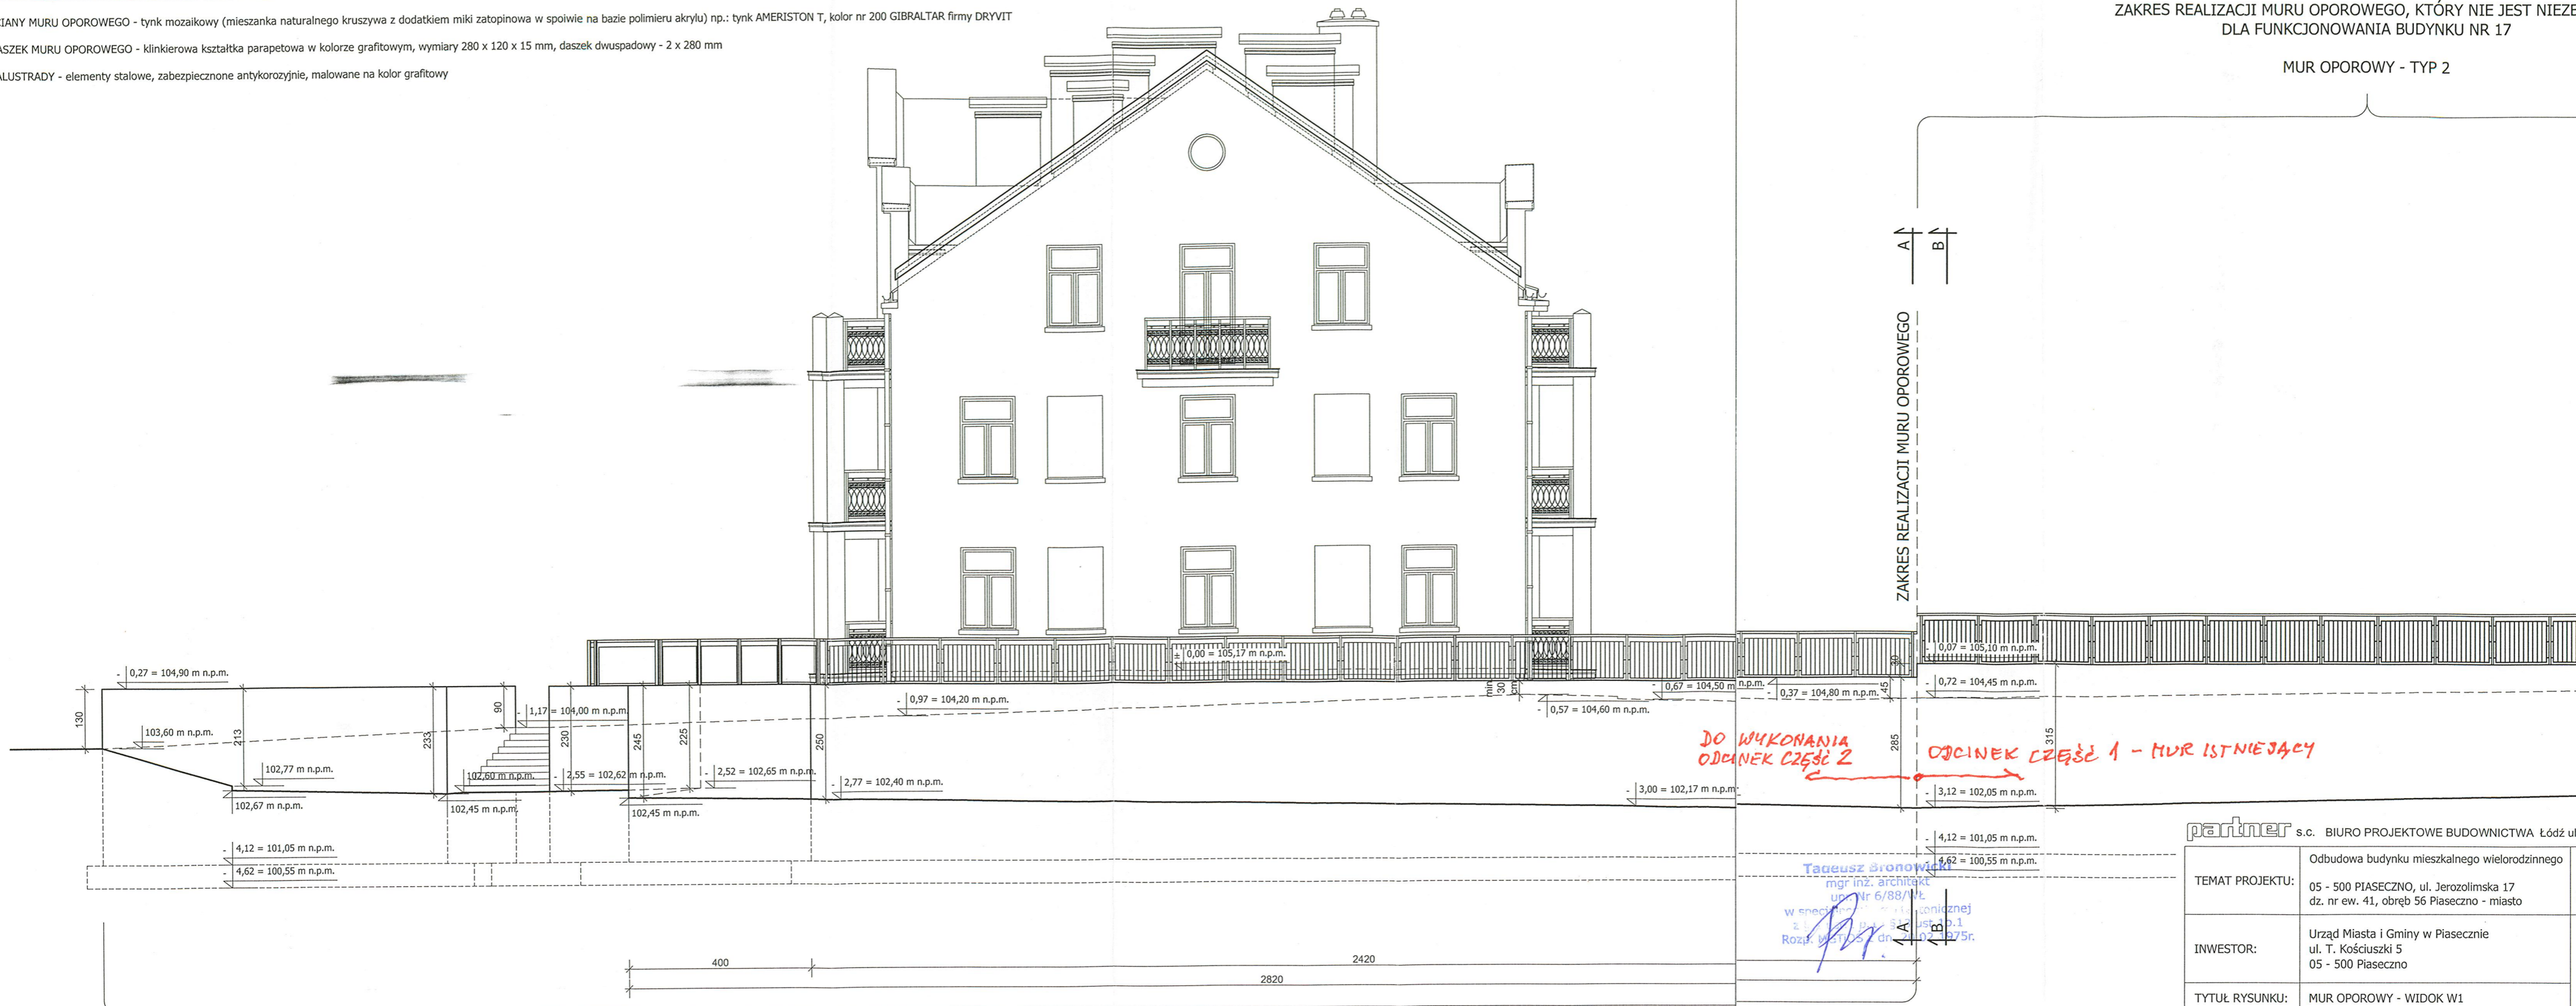 IANY MURU OPOROWEGO - tynk mozaikowy (mieszanka naturalnego kruszywa z dodatkiem miki zatopinowa w spoiwie na bazie polimieru akrylu) np.: tynk AMERISTON T, kolor nr 200 GIBRALTAR firmy DRYVIT
ASZEK MURU OPOROWEGO - klinkierowa kształtka parapetowa w kolorze grafitowym, wymiary 280 x 120 x 15 mm, daszek dwuspadowy - 2 x 280 mm
ALUSTRADY - elementy stalowe, zabezpiecznone antykorozyjnie, malowane na kolor grafitowy
ZAKRES REALIZACJI MURU OPOROWEGO, KTÓRY NIE JEST NIEZE
DLA FUNKCJONOWANIA BUDYNKU NR 17
MUR OPOROWY - TYP 2
A
B
ZAKRES REALIZACJI MURU OPOROWEGO
± 0,00 = 105,17 m n.p.m.
- 0,07 = 105,10 m n.p.m.
- 0,27 = 104,90 m n.p.m.
- 0,97 = 104,20 m n.p.m.
min 30 cm
- 0,67 = 104,50 m n.p.m.
- 0,37 = 104,80 m n.p.m.
- 0,57 = 104,60 m n.p.m.
30
45
- 0,72 = 104,45 m n.p.m.
130
103,60 m n.p.m.
213
233
90
- 1,17 = 104,00 m n.p.m.
230
245
225
250
285
315
DO WYKONANIA
ODCINEK CZĘŚĆ 2
ODCINEK CZĘŚĆ 1 - MUR ISTNIEJĄCY
102,77 m n.p.m.
102,60 m n.p.m.
- 2,55 = 102,62 m n.p.m.
- 2,52 = 102,65 m n.p.m.
- 2,77 = 102,40 m n.p.m.
- 3,00 = 102,17 m n.p.m.
- 3,12 = 102,05 m n.p.m.
102,67 m n.p.m.
102,45 m n.p.m.
102,45 m n.p.m.
- 4,12 = 101,05 m n.p.m.
- 4,62 = 100,55 m n.p.m.
- 4,12 = 101,05 m n.p.m.
- 4,62 = 100,55 m n.p.m.
Tadeusz Bronowicki
mgr inż. architekt
upr. Nr 6/88/WŁ
A
B
400
2420
2820
partner s.c. BIURO PROJEKTOWE BUDOWNICTWA Łódź ul
TEMAT PROJEKTU:
Odbudowa budynku mieszkalnego wielorodzinnego
05 - 500 PIASECZNO, ul. Jerozolimska 17
dz. nr ew. 41, obręb 56 Piaseczno - miasto
INWESTOR:
Urząd Miasta i Gminy w Piasecznie
ul. T. Kościuszki 5
05 - 500 Piaseczno
TYTUŁ RYSUNKU:
MUR OPOROWY - WIDOK W1